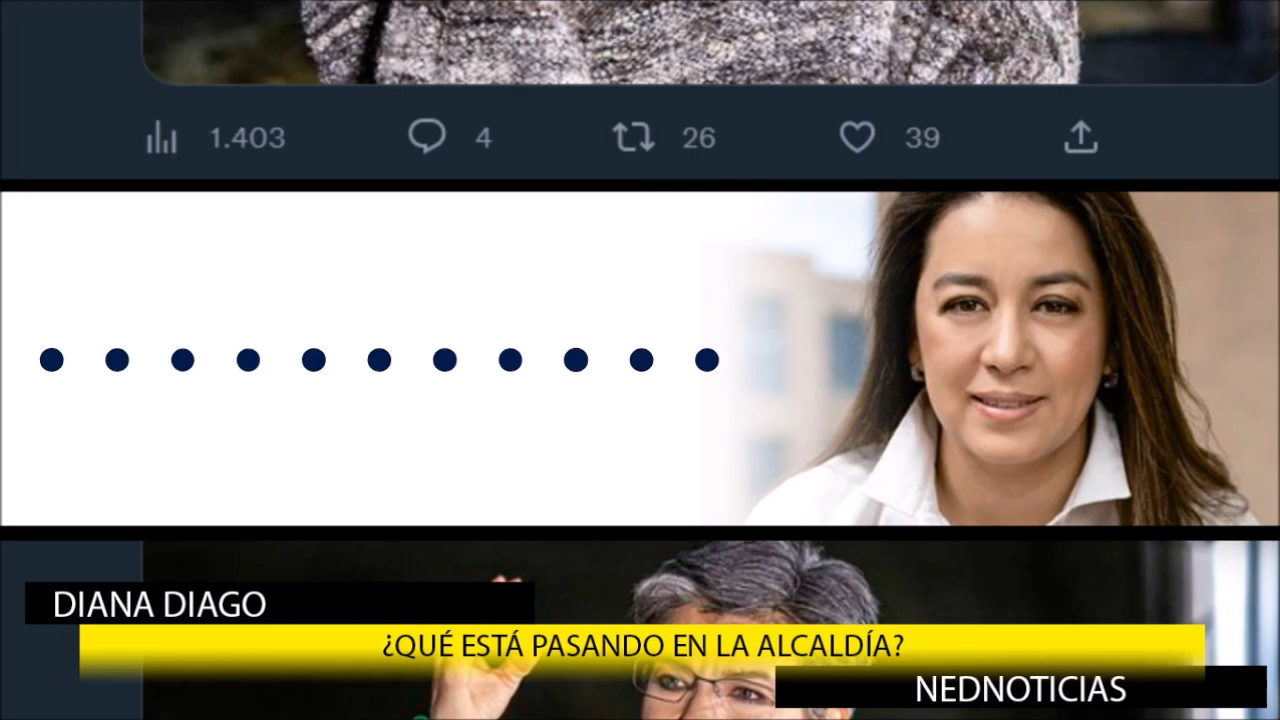 1.403 4 26 39
DIANA DIAGO
¿QUÉ ESTÁ PASANDO EN LA ALCALDÍA?
NEDNOTICIAS